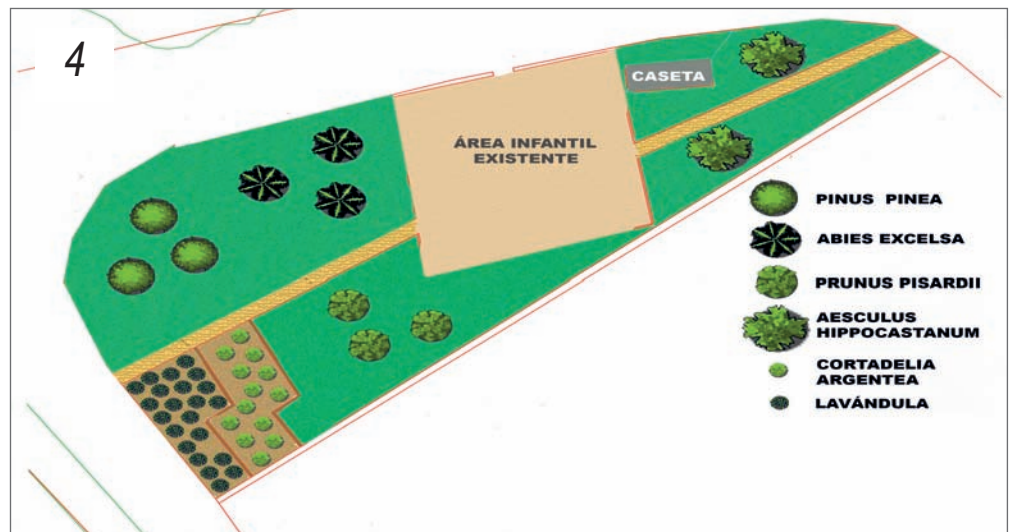 4
CASETA
ÁREA INFANTIL
EXISTENTE
PINUS PINEA
ABIES EXCELSA
PRUNUS PISARDII
AESCULUS
HIPPOCASTANUM
CORTADELIA
ARGENTEA
LAVÁNDULA